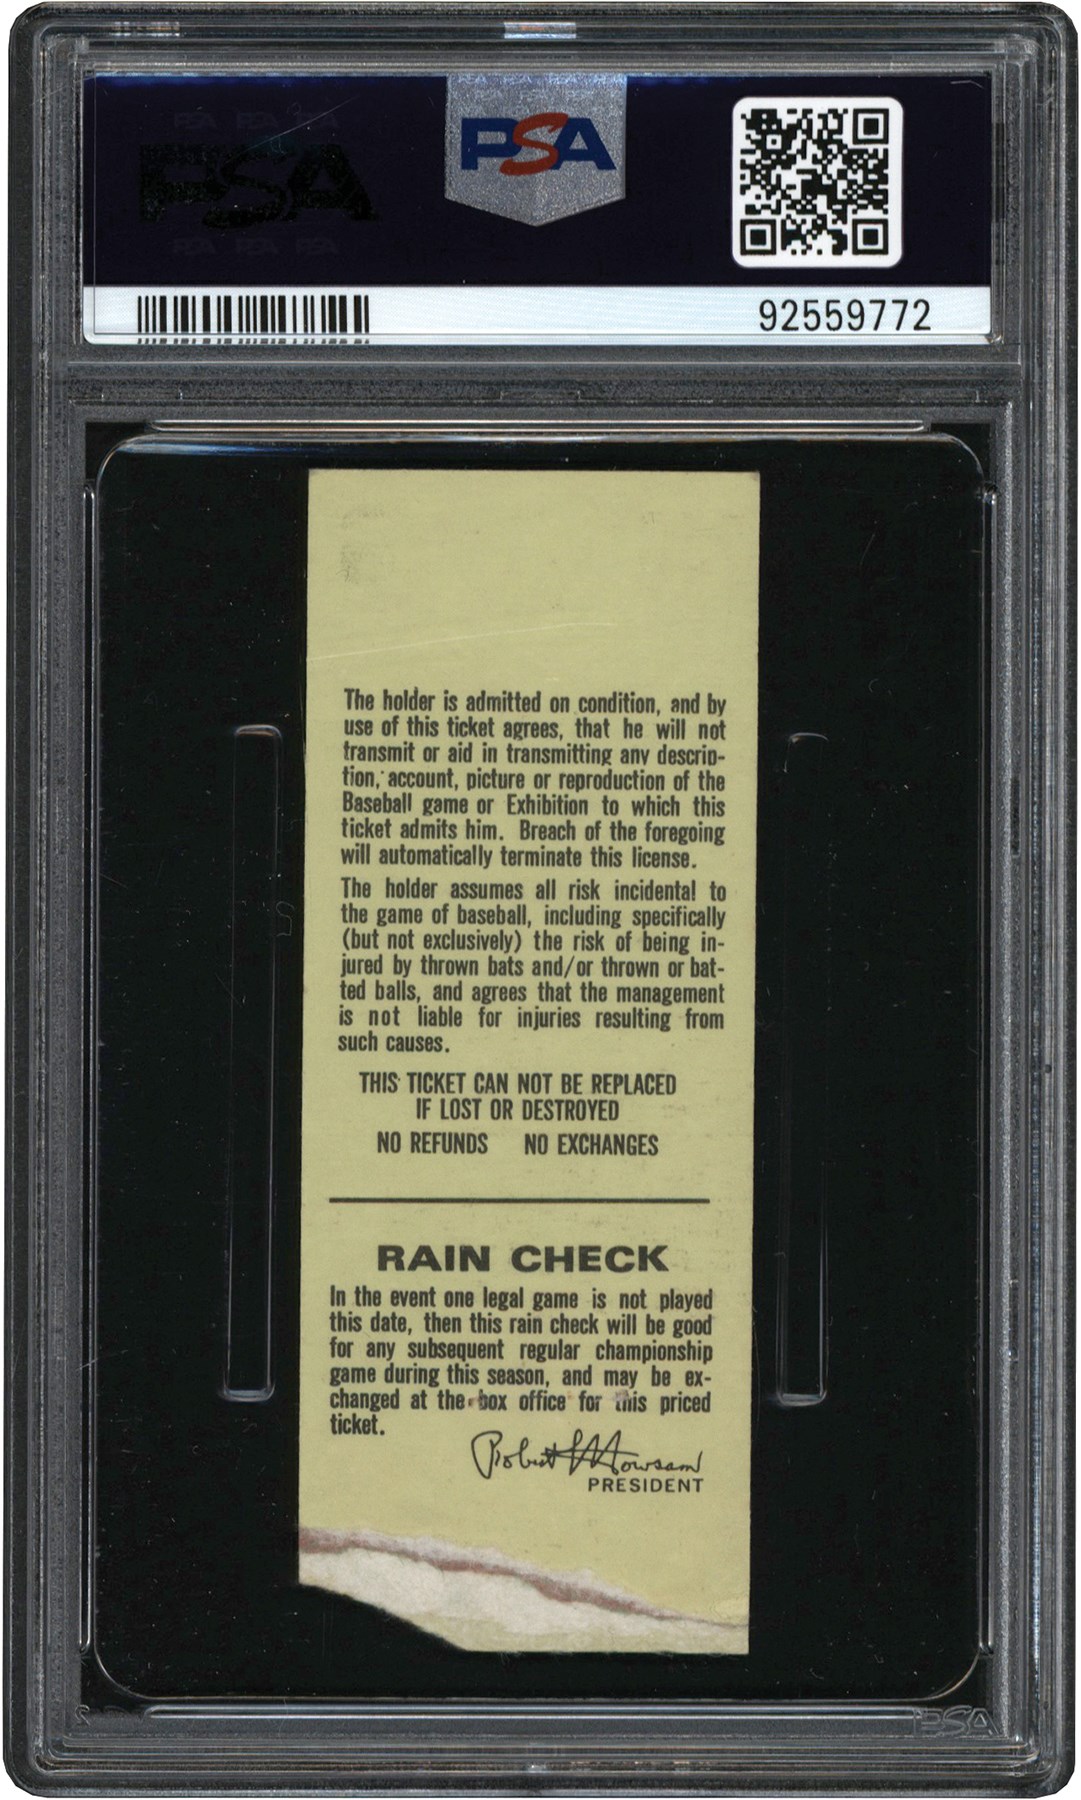 PSA
PSA
92559772
The holder is admitted on condition, and by
use of this ticket agrees, that he will not
transmit or aid in transmitting any descrip-
tion, account, picture or reproduction of the
Baseball game or Exhibition to which this
ticket admits him. Breach of the foregoing
will automatically terminate this license.
The holder assumes all risk incidental to
the game of baseball, including specifically
(but not exclusively) the risk of being in-
jured by thrown bats and/or thrown or bat-
ted balls, and agrees that the management
is not liable for injuries resulting from
such causes.
THIS TICKET CAN NOT BE REPLACED
IF LOST OR DESTROYED
NO REFUNDS NO EXCHANGES
RAIN CHECK
In the event one legal game is not played
this date, then this rain check will be good
for any subsequent regular championship
game during this season, and may be ex-
changed at the box office for this priced
ticket.
Robert
PRESIDENT
PSA